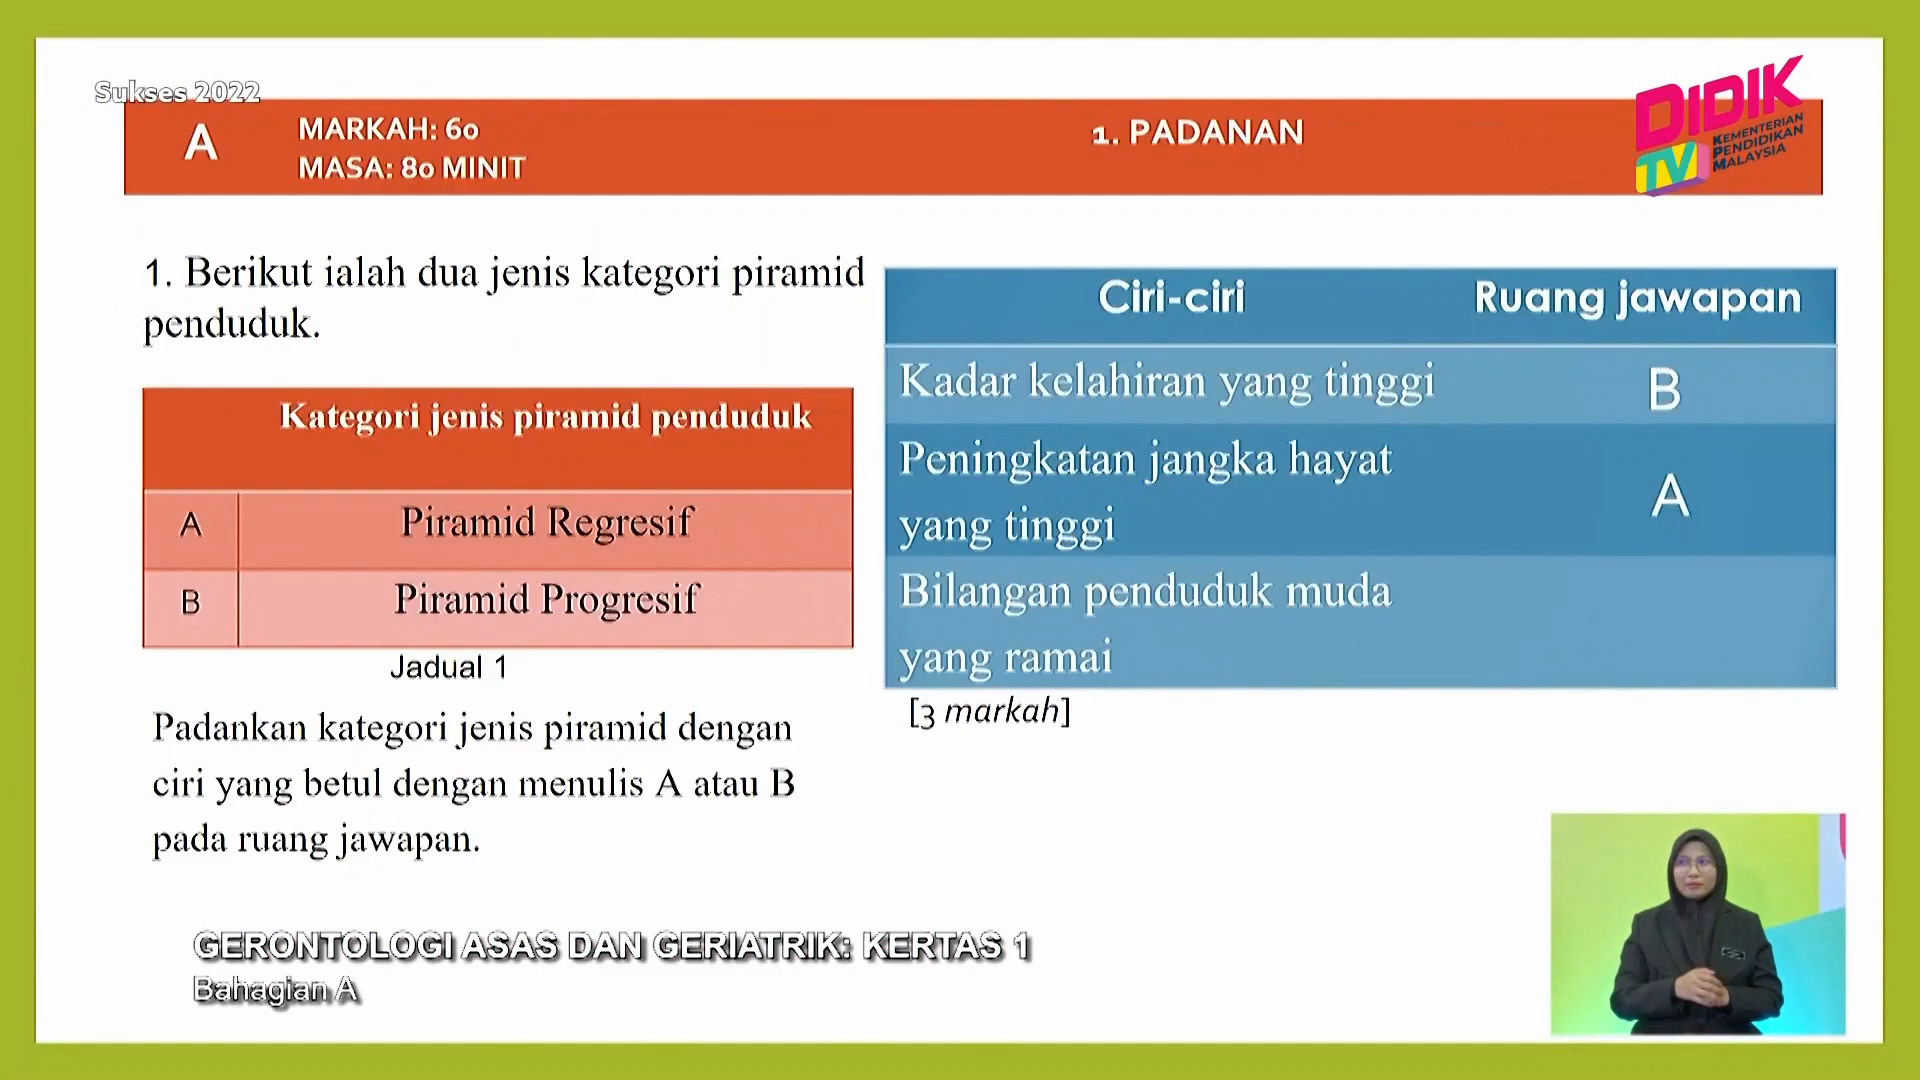 Sukses 2022
A
MARKAH: 60
MASA: 80 MINIT
1. PADANAN
DIDIK
TV
KEMENTERIAN
PENDIDIKAN
MALAYSIA
1. Berikut ialah dua jenis kategori piramid
penduduk.
Kategori jenis piramid penduduk
A Piramid Regresif
B Piramid Progresif
Jadual 1
Padankan kategori jenis piramid dengan
ciri yang betul dengan menulis A atau B
pada ruang jawapan.
Ciri-ciri Ruang jawapan
Kadar kelahiran yang tinggi B
Peningkatan jangka hayat
yang tinggi A
Bilangan penduduk muda
yang ramai
[3 markah]
GERONTOLOGI ASAS DAN GERIATRIK: KERTAS 1
Bahagian A